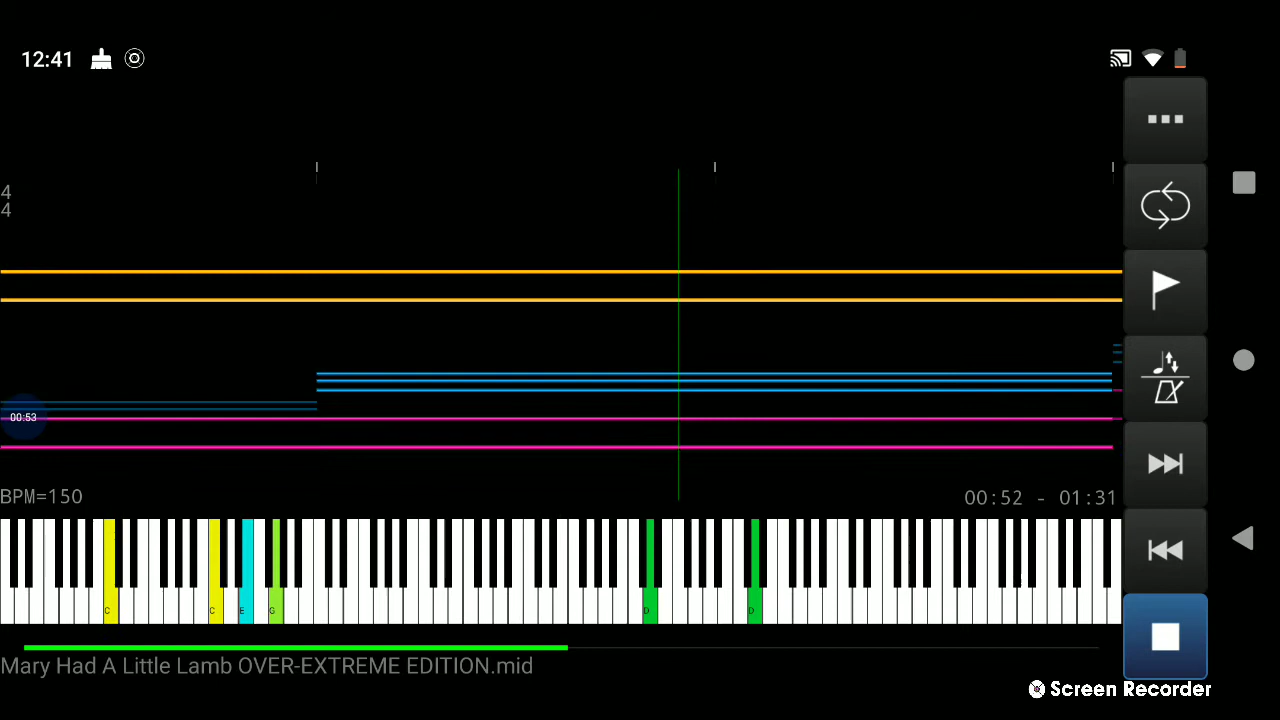 12:41
4
4
00:53
BPM=150
00:52 - 01:31
C
C
E
G
D
D
Mary Had A Little Lamb OVER-EXTREME EDITION.mid
Screen Recorder